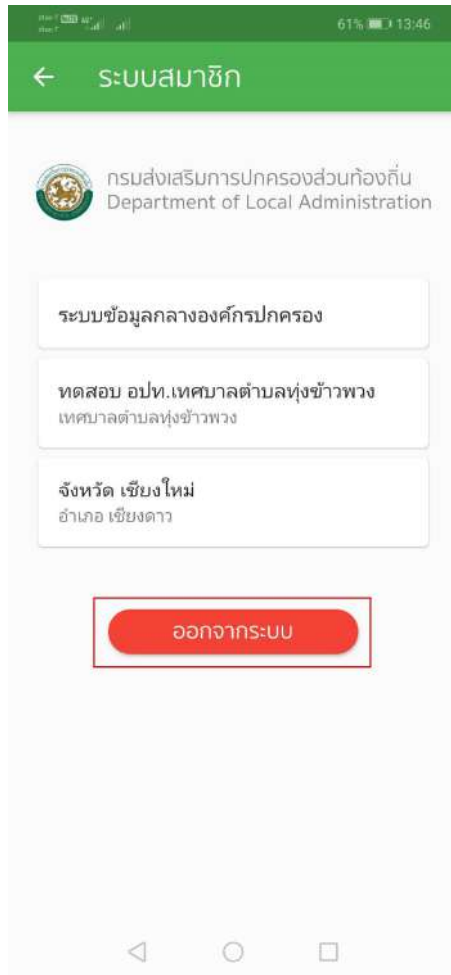 61% 13:46
ระบบสมาชิก
กรมส่งเสริมการปกครองส่วนท้องถิ่น
Department of Local Administration
ระบบข้อมูลกลางองค์กรปกครอง
ทดสอบ อปท.เทศบาลตำบลทุ่งข้าวพวง
เทศบาลตำบลทุ่งข้าวพวง
จังหวัด เชียงใหม่
อำเภอ เชียงดาว
ออกจากระบบ